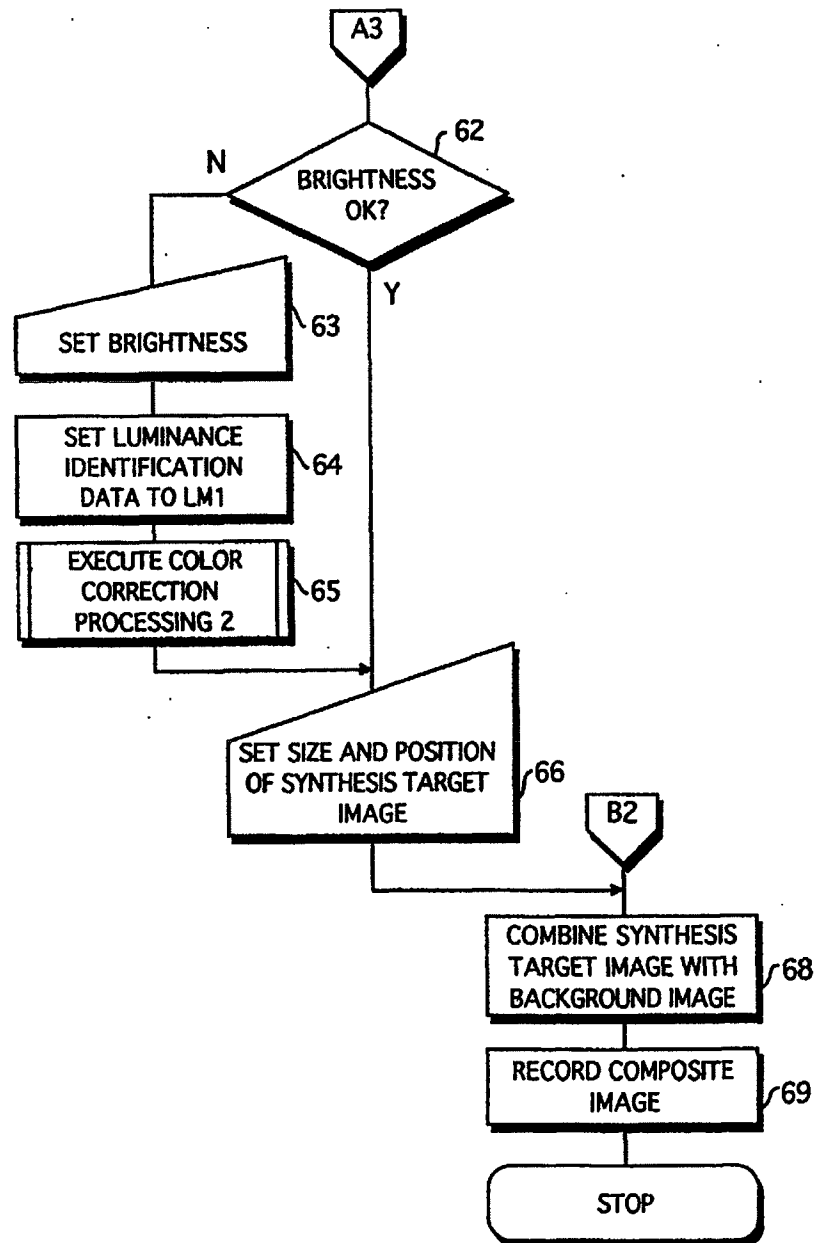 A3
62
N
BRIGHTNESS
OK?
Y
63
SET BRIGHTNESS
SET LUMINANCE
IDENTIFICATION
DATA TO LM1
64
EXECUTE COLOR
CORRECTION
PROCESSING 2
65
SET SIZE AND POSITION
OF SYNTHESIS TARGET
IMAGE
66
B2
COMBINE SYNTHESIS
TARGET IMAGE WITH
BACKGROUND IMAGE
68
RECORD COMPOSITE
IMAGE
69
STOP